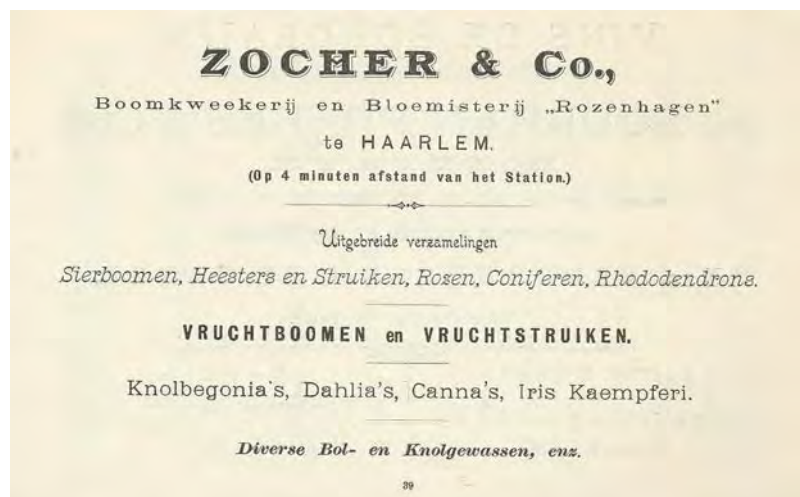 ZOCHER & Co.,
Boomkweekerij en Bloemisterij „Rozenhagen"
te HAARLEM.
(Op 4 minuten afstand van het Station.)
Uitgebreide verzamelingen
Sierboomen, Heesters en Struiken, Rosen, Coniferen, Rhododendrons.
VRUCHTBOOMEN en VRUCHTSTRUIKEN.
Knolbegonia's, Dahlia's, Canna's, Iris Kaempferi.
Diverse Bol- en Knolgewassen, enz.
39